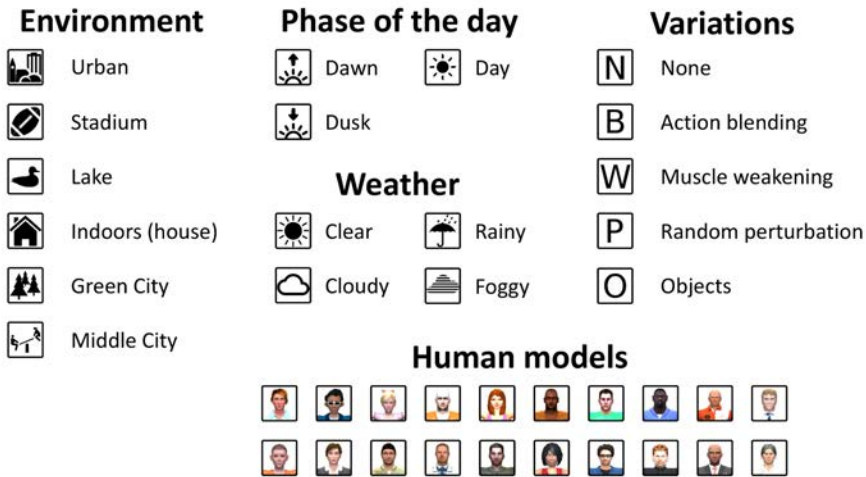 Environment
Urban
Stadium
Lake
Indoors (house)
Green City
Middle City
Phase of the day
Dawn
Day
Dusk
Weather
Clear
Rainy
Cloudy
Foggy
Variations
N None
B Action blending
W Muscle weakening
P Random perturbation
O Objects
Human models